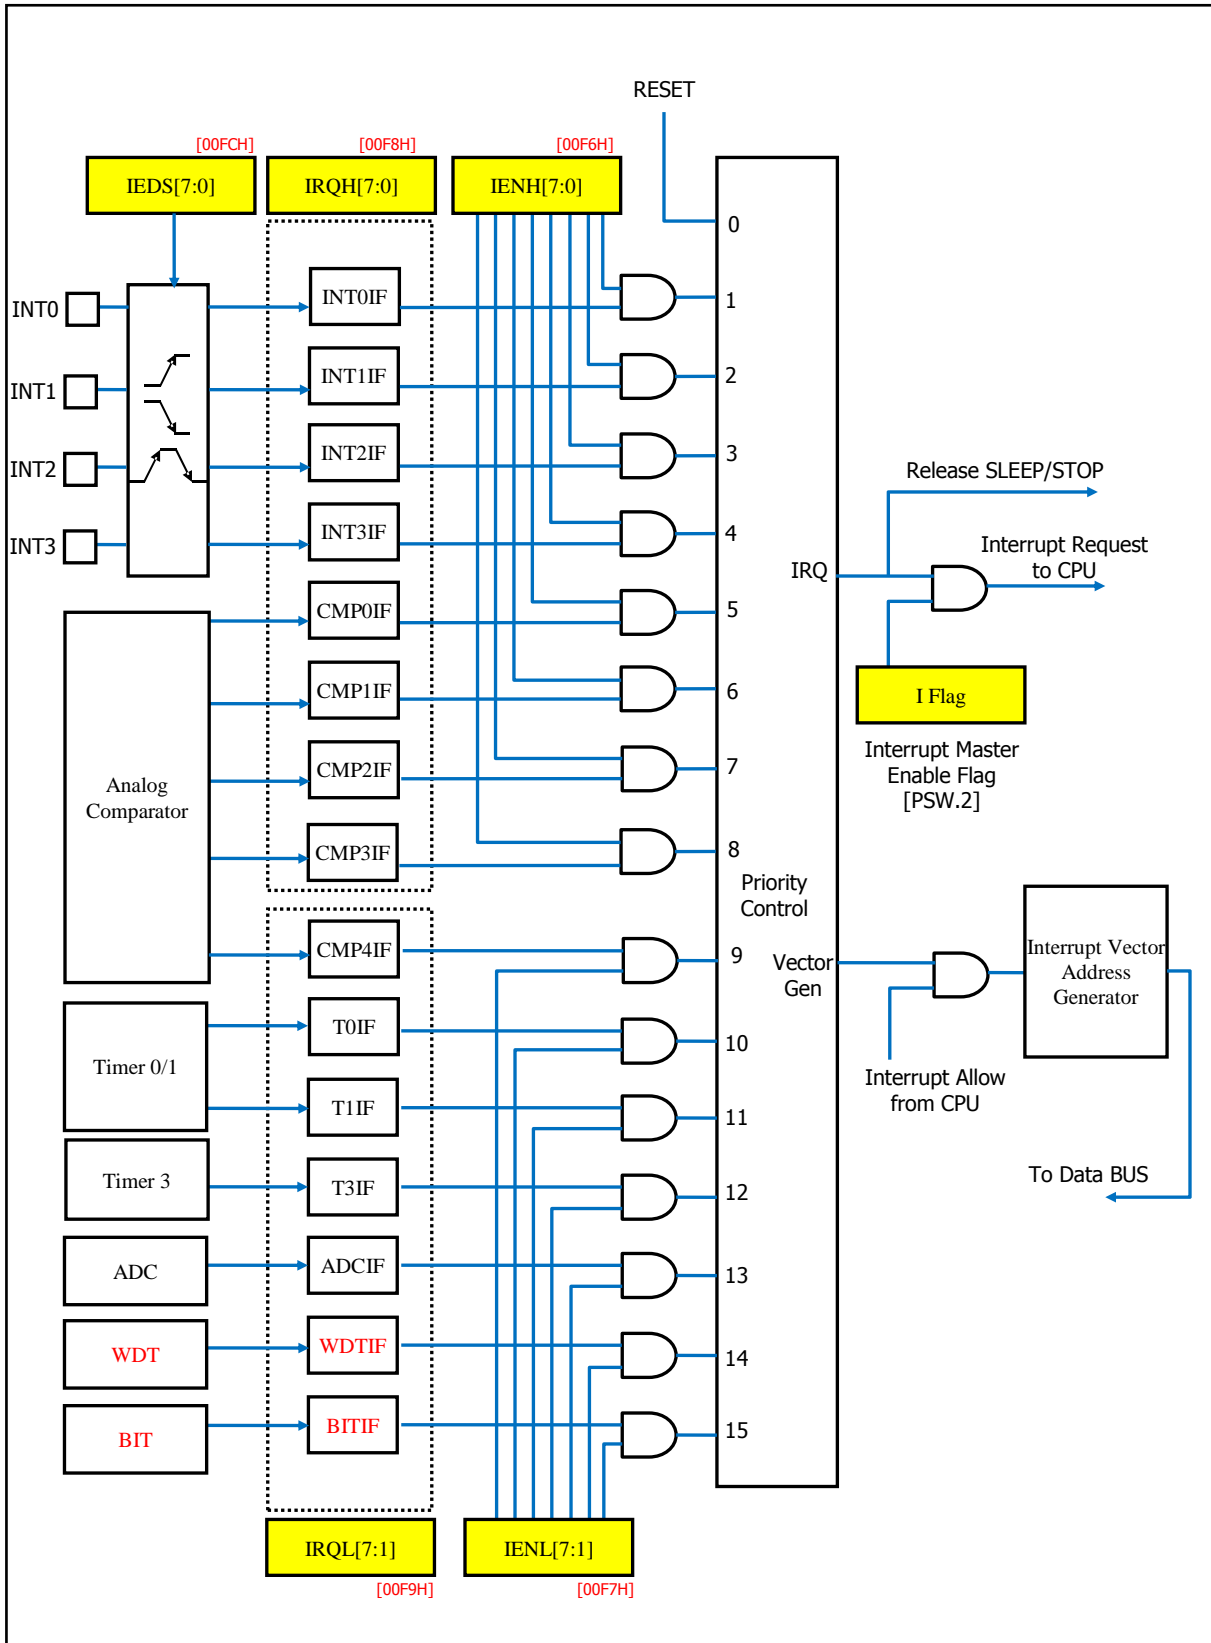 RESET
[00FCH]
[00F8H]
[00F6H]
IEDS[7:0]
IRQH[7:0]
IENH[7:0]
0
INT0
INT0IF
1
INT1
INT1IF
2
INT2
INT2IF
3
Release SLEEP/STOP
INT3
INT3IF
4
Interrupt Request
to CPU
IRQ
CMP0IF
5
CMP1IF
6
I Flag
Interrupt Master
Enable Flag
[PSW.2]
Analog
Comparator
CMP2IF
7
CMP3IF
8
Priority
Control
CMP4IF
9
Vector
Gen
Interrupt Vector
Address
Generator
T0IF
10
Timer 0/1
Interrupt Allow
from CPU
T1IF
11
Timer 3
T3IF
12
To Data BUS
ADC
ADCIF
13
WDT
WDTIF
14
BIT
BITIF
15
IRQL[7:1]
IENL[7:1]
[00F9H]
[00F7H]